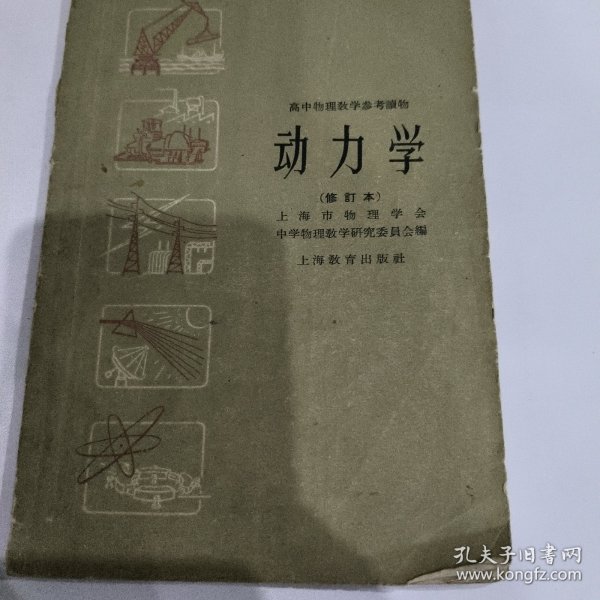 高中物理教学参考讀物
动力学
(修訂本)
上海市物理学会
中学物理教学研究委員会編
上海教育出版社
孔夫子旧书网
www.kongfz.com